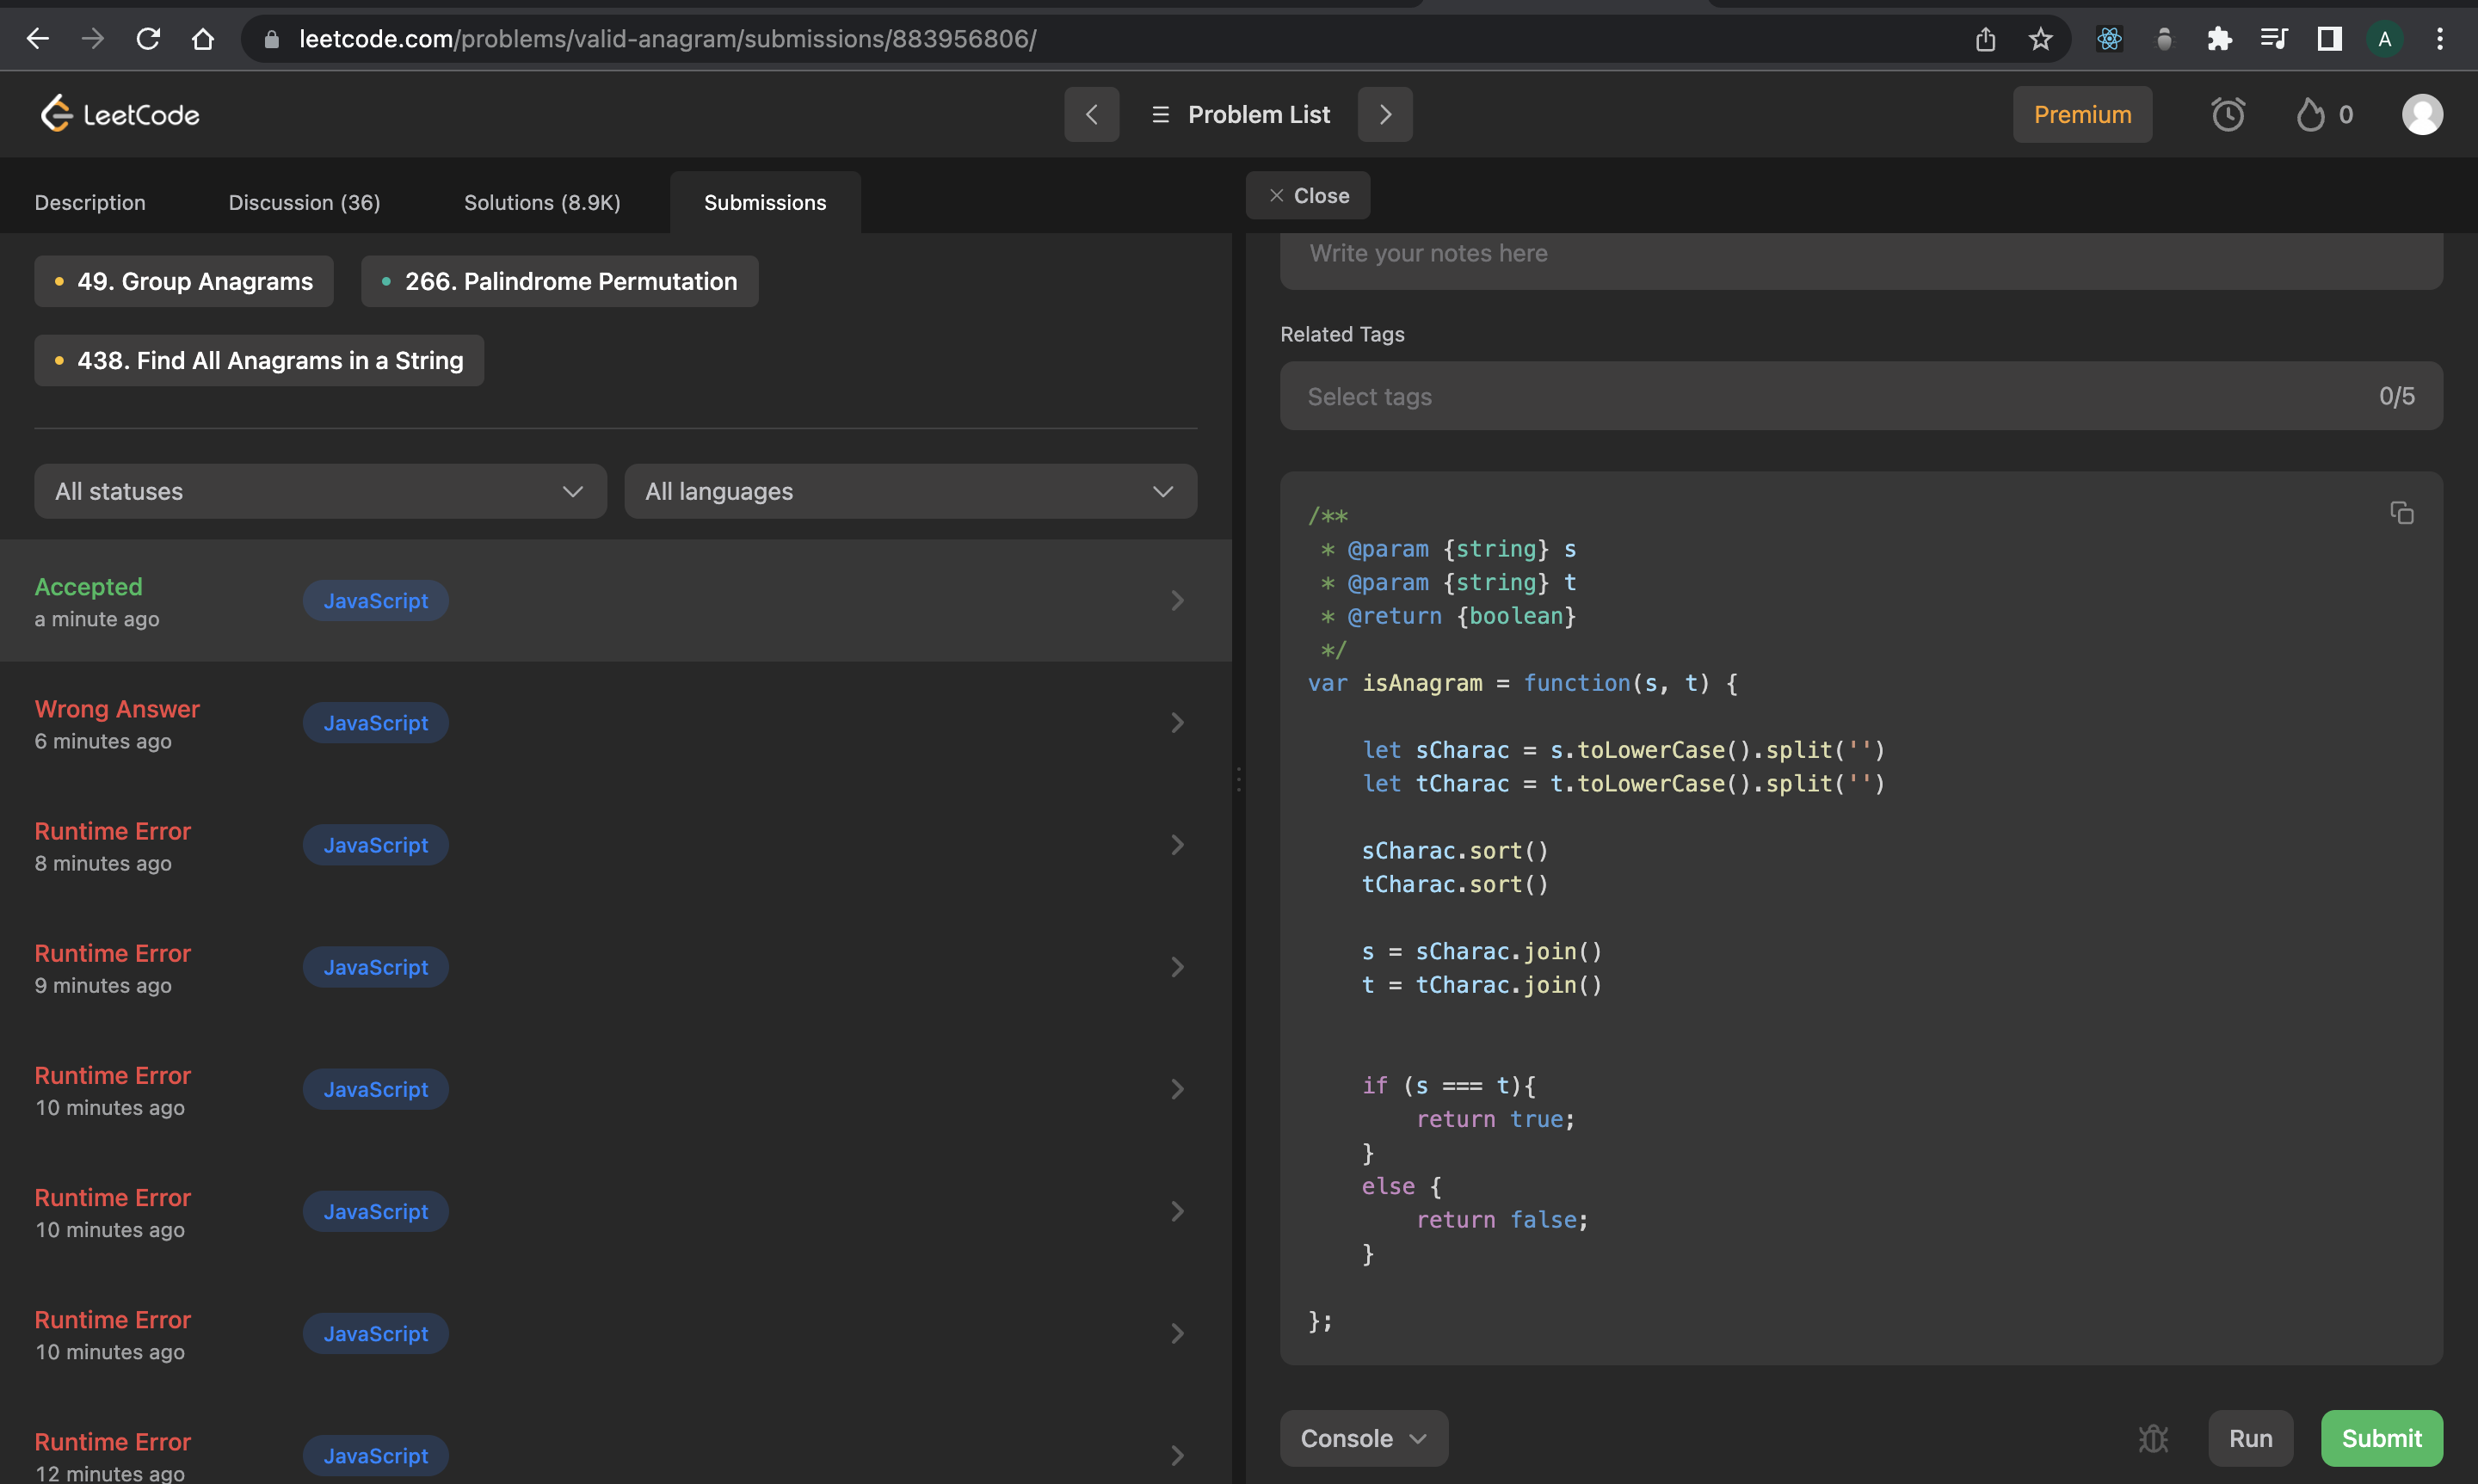 leetcode.com/problems/valid-anagram/submissions/883956806/
A
LeetCode
Problem List
Premium
0
Description
Discussion (36)
Solutions (8.9K)
Submissions
49. Group Anagrams
266. Palindrome Permutation
438. Find All Anagrams in a String
All statuses
All languages
Accepted
a minute ago
JavaScript
Wrong Answer
6 minutes ago
JavaScript
Runtime Error
8 minutes ago
JavaScript
Runtime Error
9 minutes ago
JavaScript
Runtime Error
10 minutes ago
JavaScript
Runtime Error
10 minutes ago
JavaScript
Runtime Error
10 minutes ago
JavaScript
Runtime Error
12 minutes ago
JavaScript
Close
Write your notes here
Related Tags
Select tags
0/5
/**
 * @param {string} s
 * @param {string} t
 * @return {boolean}
 */
var isAnagram = function(s, t) {
    let sCharac = s.toLowerCase().split('')
    let tCharac = t.toLowerCase().split('')
    sCharac.sort()
    tCharac.sort()
    s = sCharac.join()
    t = tCharac.join()
    if (s === t){
        return true;
    }
    else {
        return false;
    }
};
Console
Run
Submit